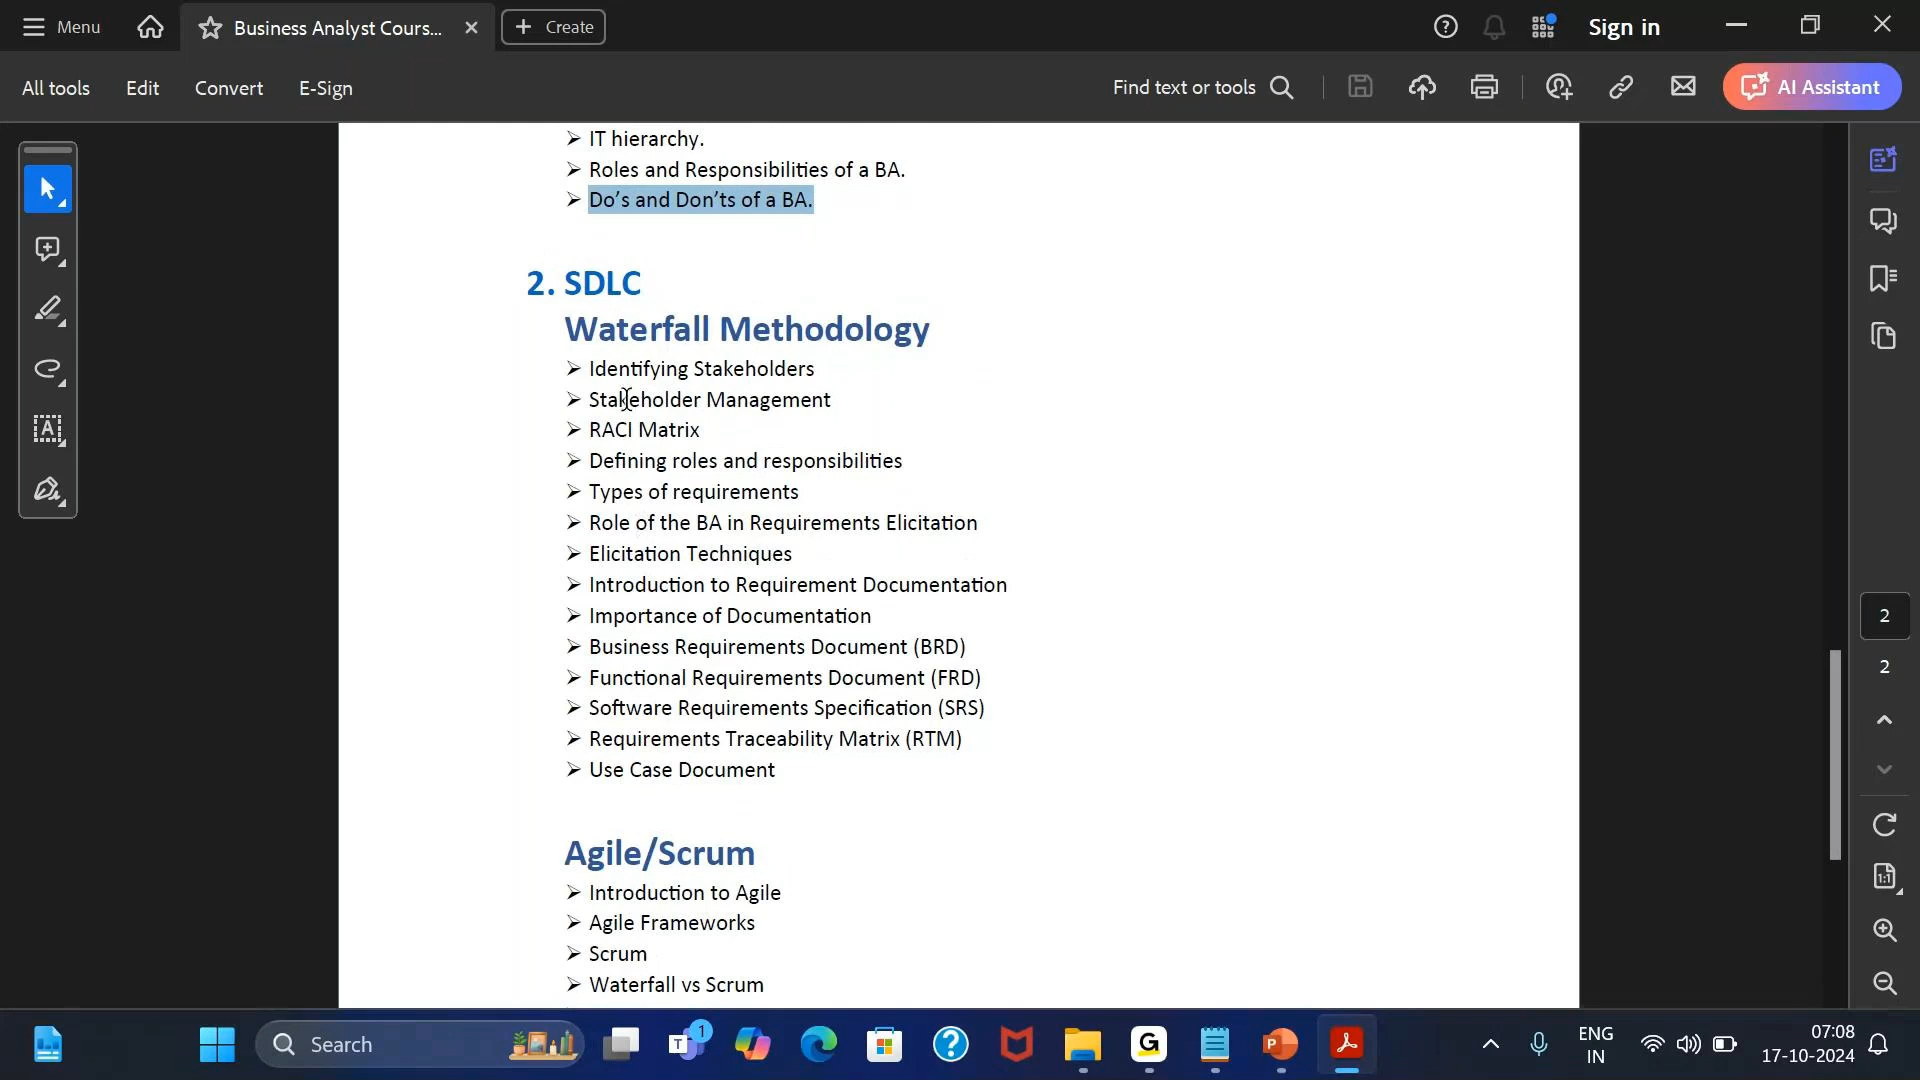 Menu
Business Analyst Cours...
Create
Sign in
All tools
Edit
Convert
E-Sign
Find text or tools
AI Assistant
➢ IT hierarchy.
➢ Roles and Responsibilities of a BA.
➢ Do’s and Don’ts of a BA.
2. SDLC
Waterfall Methodology
➢ Identifying Stakeholders
➢ Stakeholder Management
➢ RACI Matrix
➢ Defining roles and responsibilities
➢ Types of requirements
➢ Role of the BA in Requirements Elicitation
➢ Elicitation Techniques
➢ Introduction to Requirement Documentation
➢ Importance of Documentation
➢ Business Requirements Document (BRD)
➢ Functional Requirements Document (FRD)
➢ Software Requirements Specification (SRS)
➢ Requirements Traceability Matrix (RTM)
➢ Use Case Document
Agile/Scrum
➢ Introduction to Agile
➢ Agile Frameworks
➢ Scrum
➢ Waterfall vs Scrum
2
2
1:1
Search
1
T
G
P
ENG
IN
07:08
17-10-2024